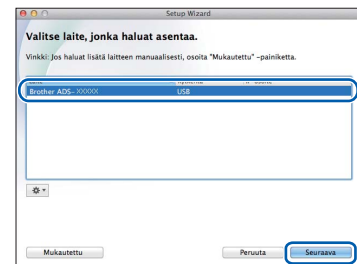 Setup Wizard
Valitse laite, jonka haluat asentaa.
Vinkki: Jos haluat lisätä laitteen manuaalisesti, osoita "Mukautettu" –painiketta.
Brother ADS-XXXXX USB
Mukautettu Peruuta Seuraava